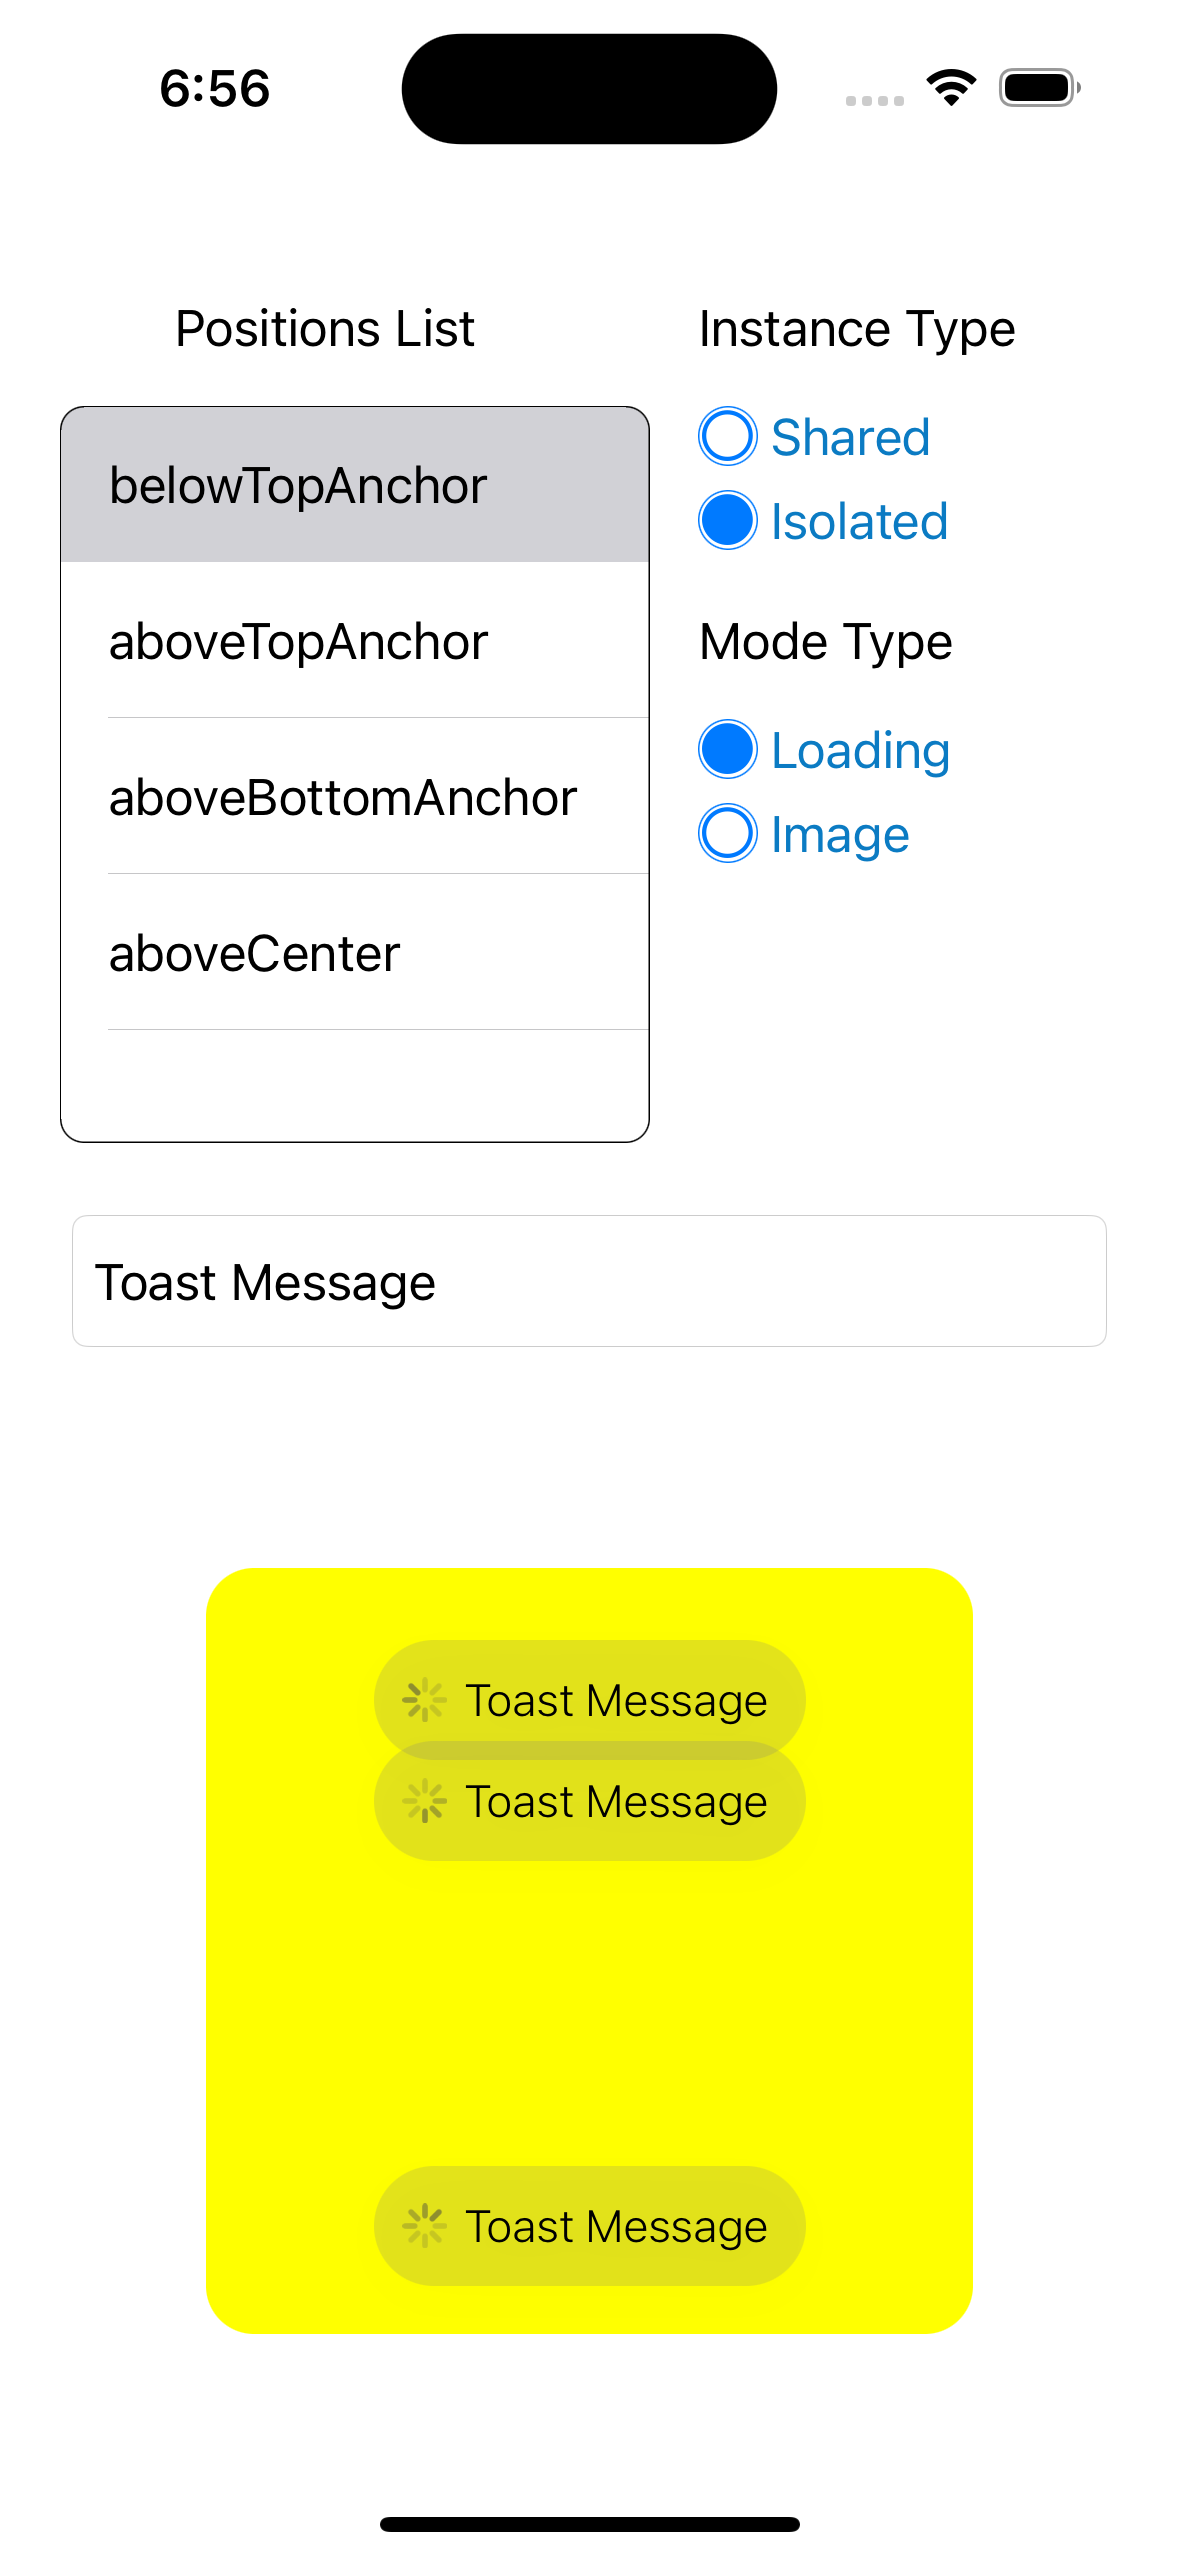 6:56
Positions List
belowTopAnchor
aboveTopAnchor
aboveBottomAnchor
aboveCenter
Instance Type
Shared
Isolated
Mode Type
Loading
Image
Toast Message
Toast Message
Toast Message
Toast Message